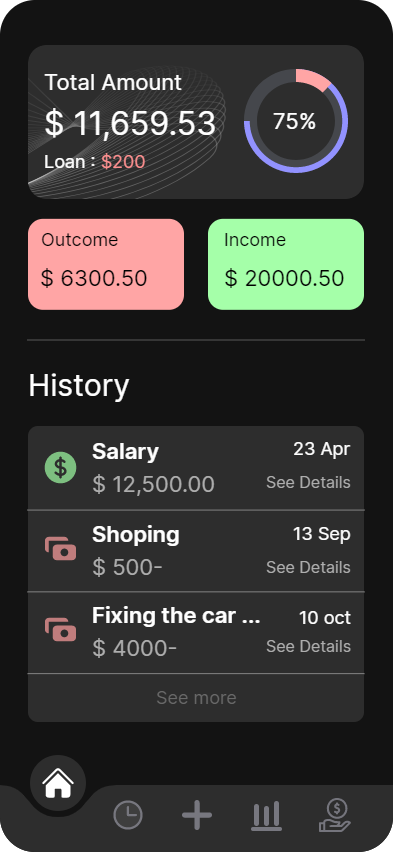 Total Amount
$ 11,659.53
Loan : $200
75%
Outcome
$ 6300.50
Income
$ 20000.50
History
Salary
23 Apr
$ 12,500.00
See Details
Shoping
13 Sep
$ 500-
See Details
Fixing the car ...
10 oct
$ 4000-
See Details
See more